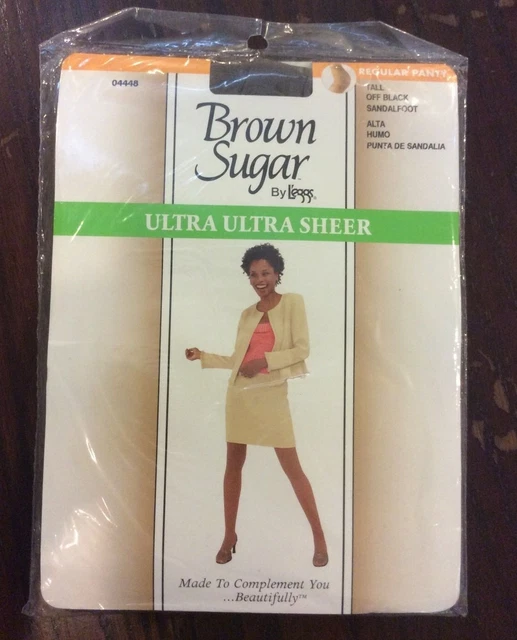 REGULAR PANTY
04448
TALL
OFF BLACK
SANDALFOOT
ALTA
HUMO
PUNTA DE SANDALIA
Brown
Sugar
By L'eggs®
ULTRA ULTRA SHEER
Made To Complement You
...Beautifully™